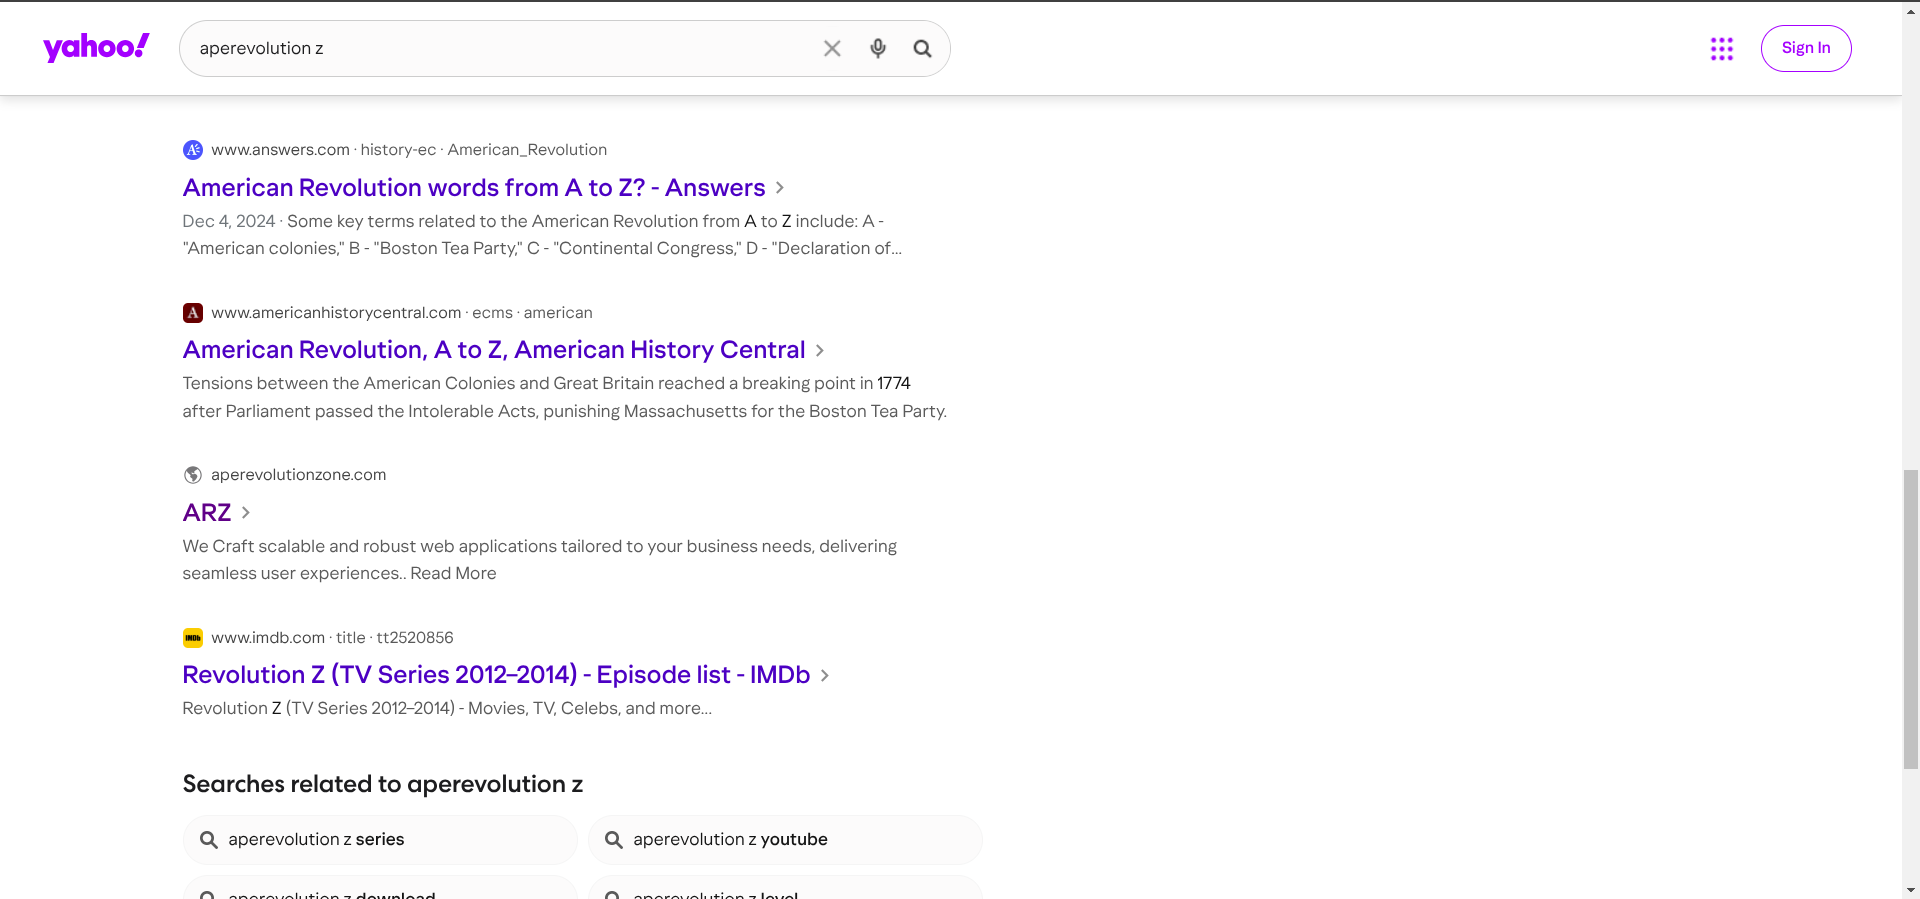 yahoo!
aperevolution z
Sign In
www.answers.com · history-ec · American_Revolution
American Revolution words from A to Z? - Answers
Dec 4, 2024 · Some key terms related to the American Revolution from A to Z include: A -
"American colonies," B - "Boston Tea Party," C - "Continental Congress," D - "Declaration of...
www.americanhistorycentral.com · ecms · american
American Revolution, A to Z, American History Central
Tensions between the American Colonies and Great Britain reached a breaking point in 1774
after Parliament passed the Intolerable Acts, punishing Massachusetts for the Boston Tea Party.
aperevolutionzone.com
ARZ
We Craft scalable and robust web applications tailored to your business needs, delivering
seamless user experiences.. Read More
IMDb www.imdb.com · title · tt2520856
Revolution Z (TV Series 2012–2014) - Episode list - IMDb
Revolution Z (TV Series 2012–2014) - Movies, TV, Celebs, and more...
Searches related to aperevolution z
aperevolution z series
aperevolution z youtube
aperevolution z download
aperevolution z level